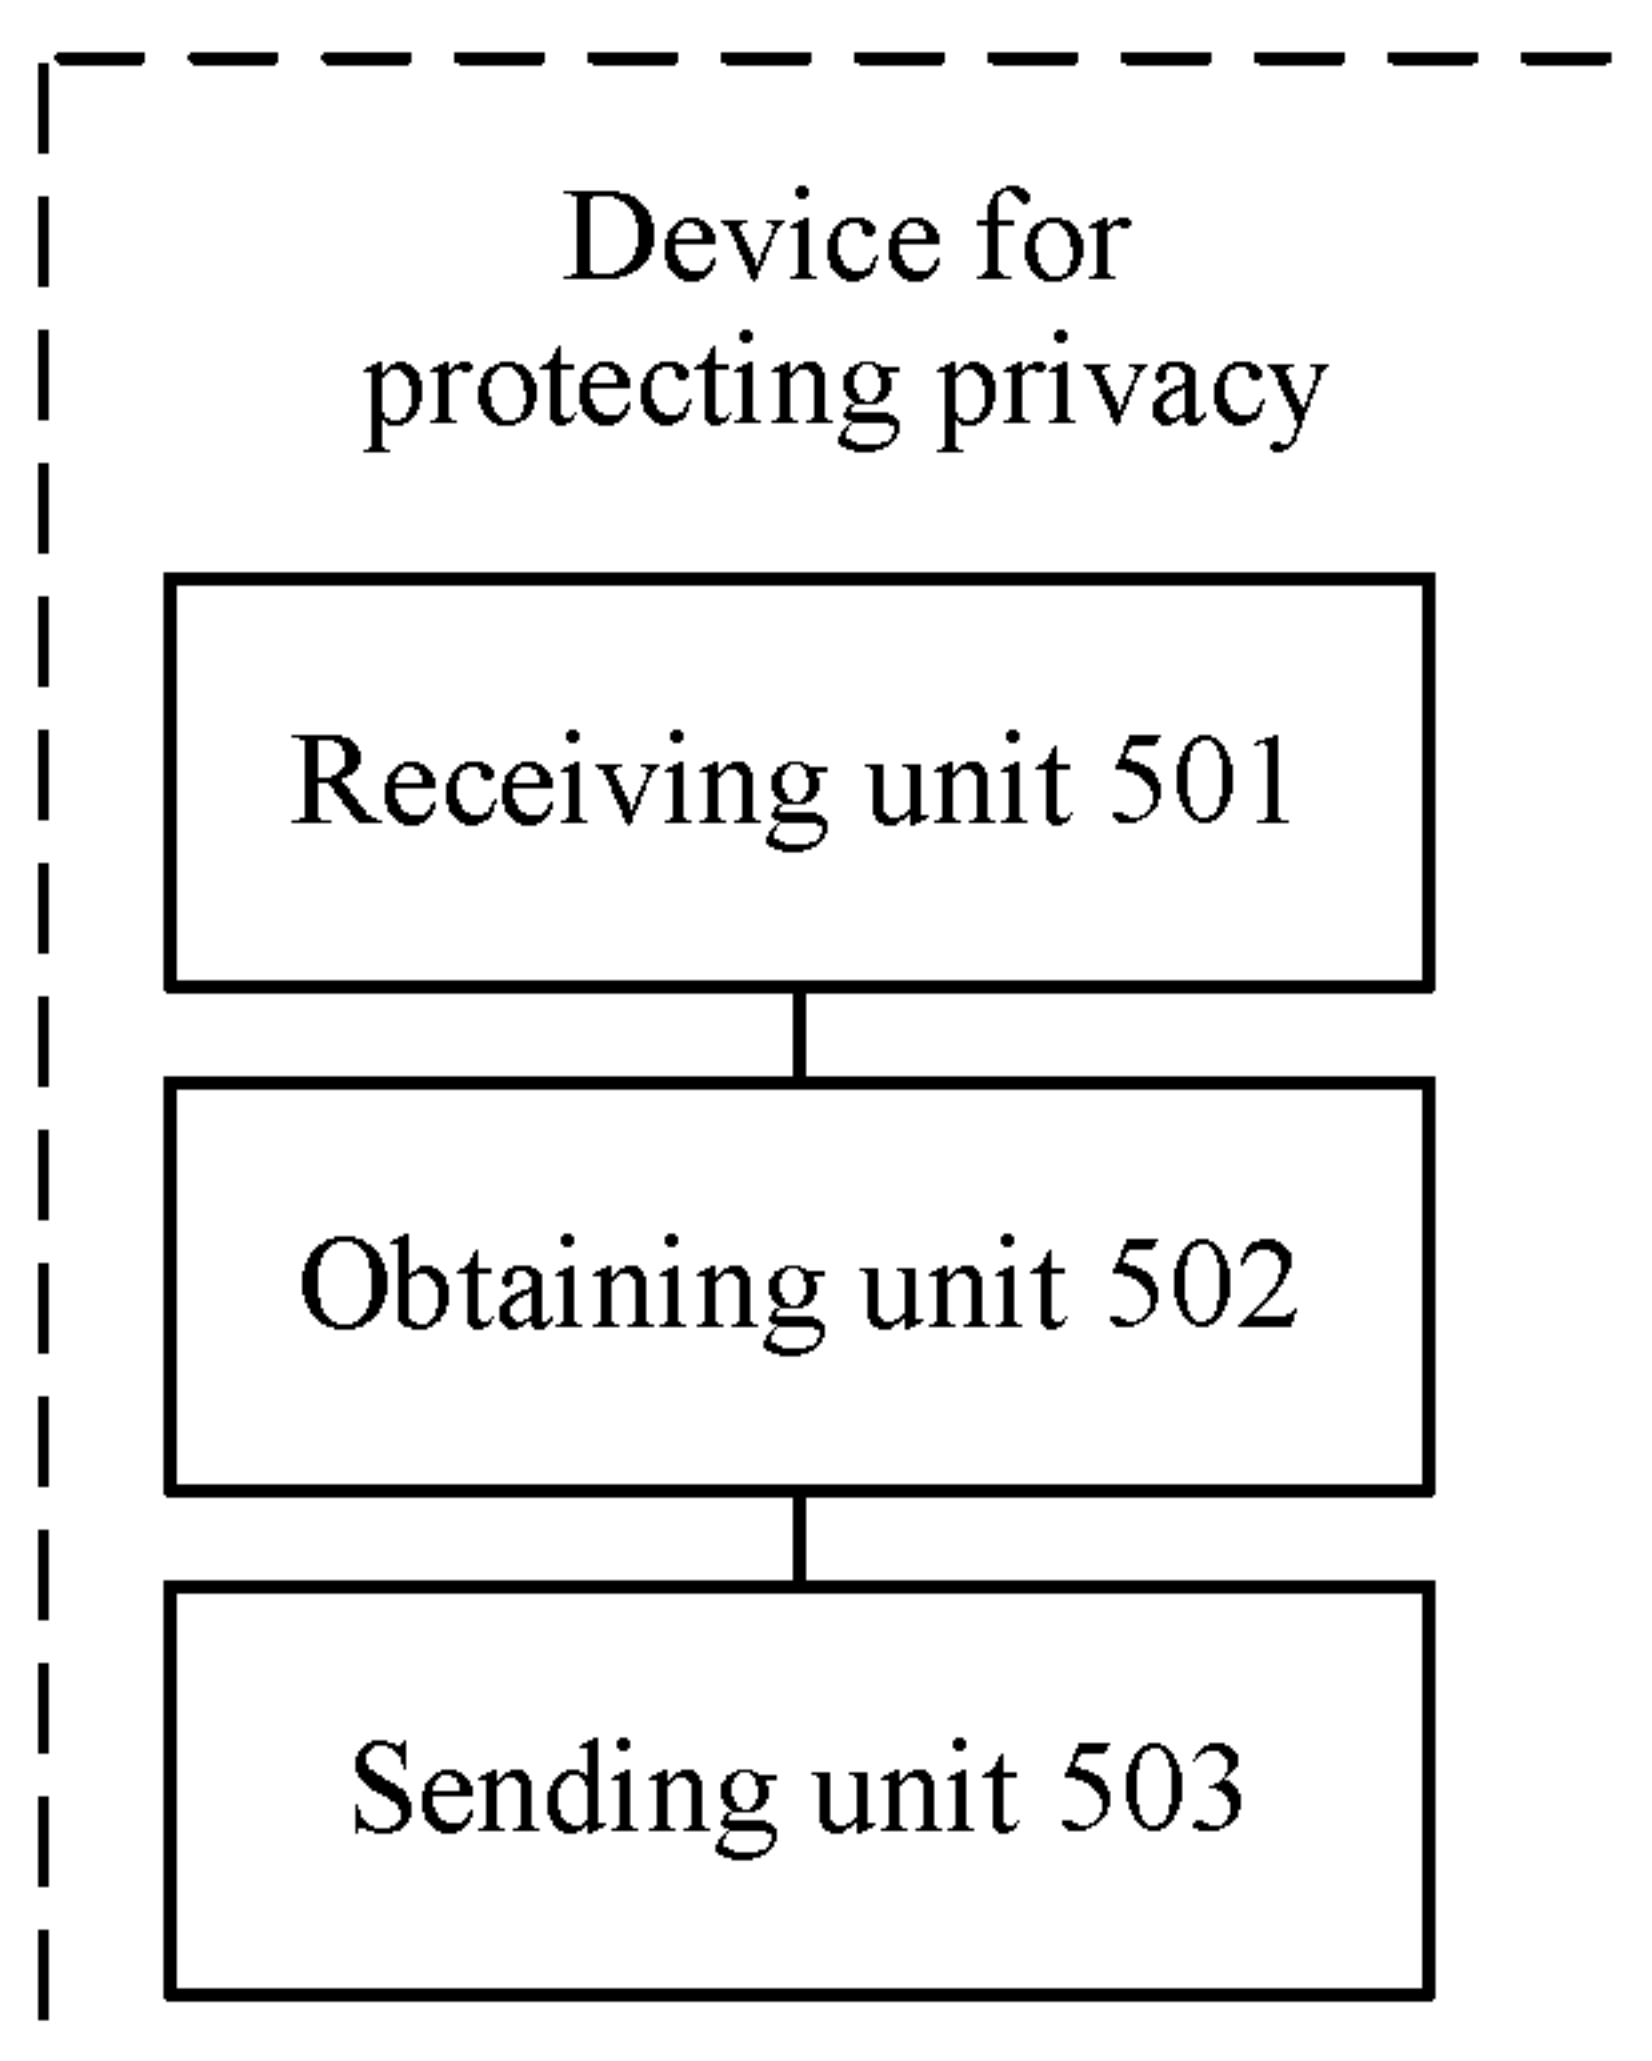 Device for
protecting privacy
Receiving unit 501
Obtaining unit 502
Sending unit 503